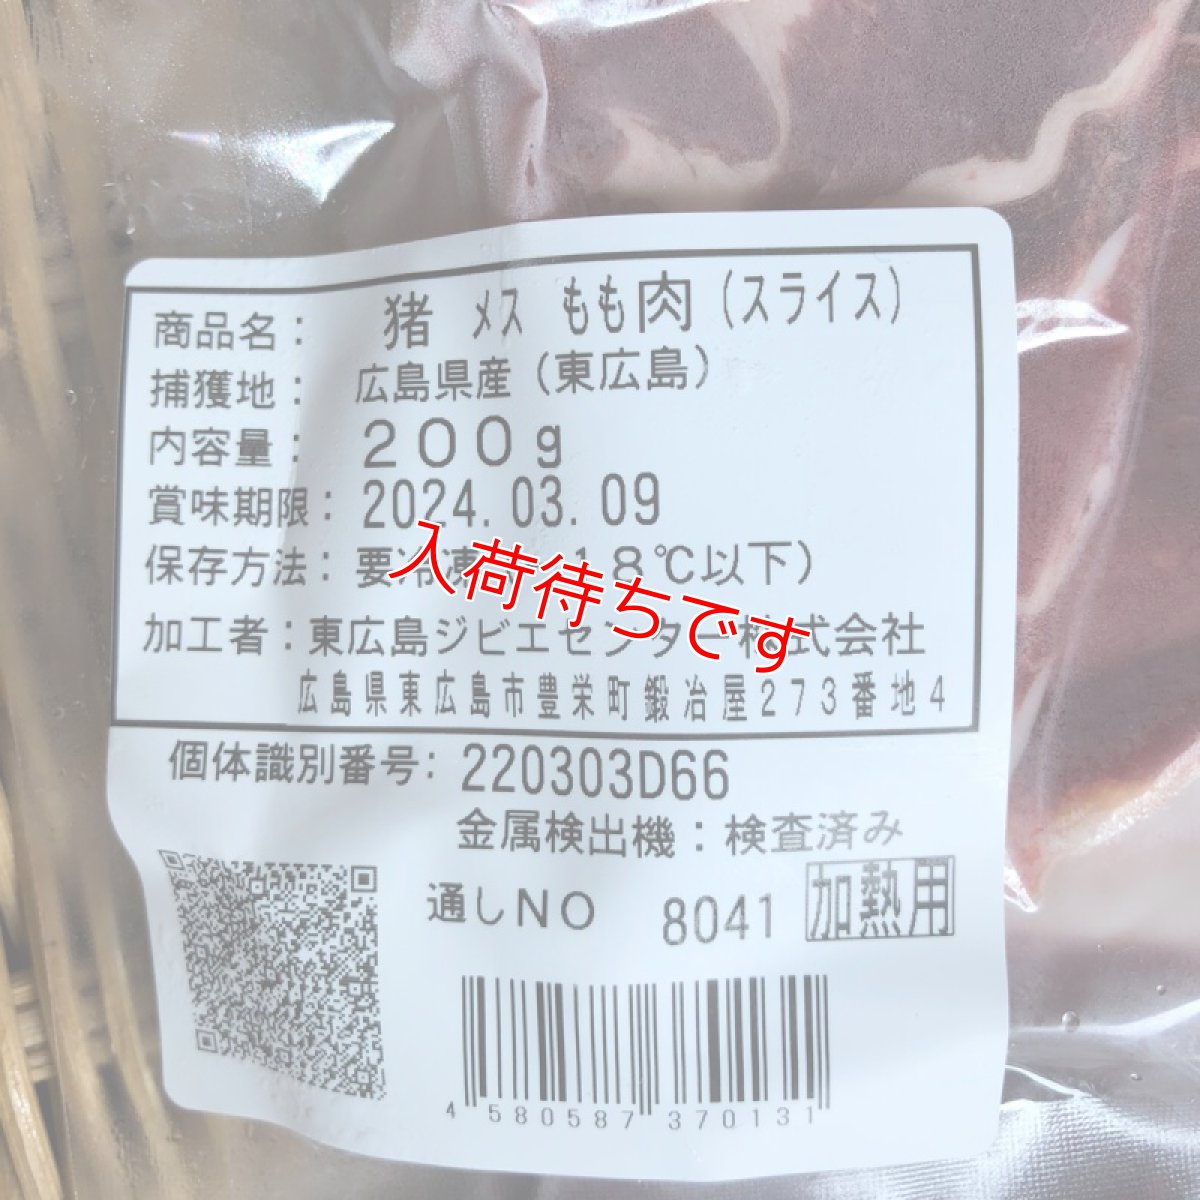 商品名： 猪 メス もも肉（スライス）
捕獲地： 広島県産（東広島）
内容量： ２００ｇ
賞味期限： 2024.03.09
保存方法： 要冷凍 １８℃以下）
入荷待ちです
加工者：東広島ジビエセンター株式会社
広島県東広島市豊栄町鍛冶屋２７３番地４
個体識別番号： 220303D66
金属検出機：検査済み
通しＮＯ 8041 加熱用
4 580587 370131